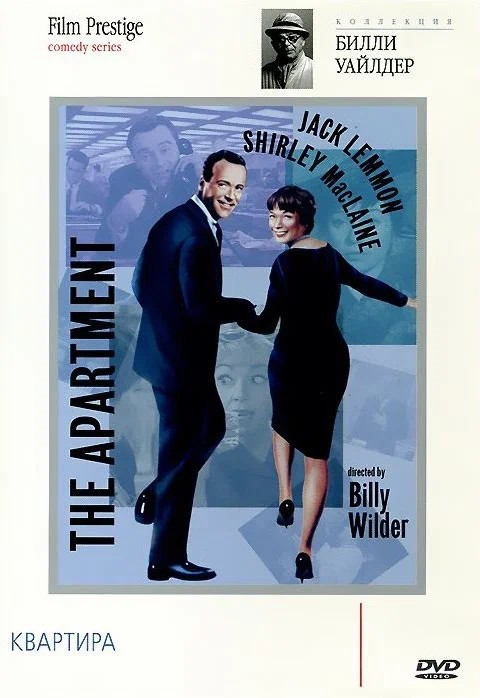 Film Prestige
comedy series
КОЛЛЕКЦИЯ
БИЛЛИ
УАЙЛДЕР
JACK LEMMON
SHIRLEY MacLAINE
THE APARTMENT
directed by
Billy
Wilder
КВАРТИРА
DVD
VIDEO